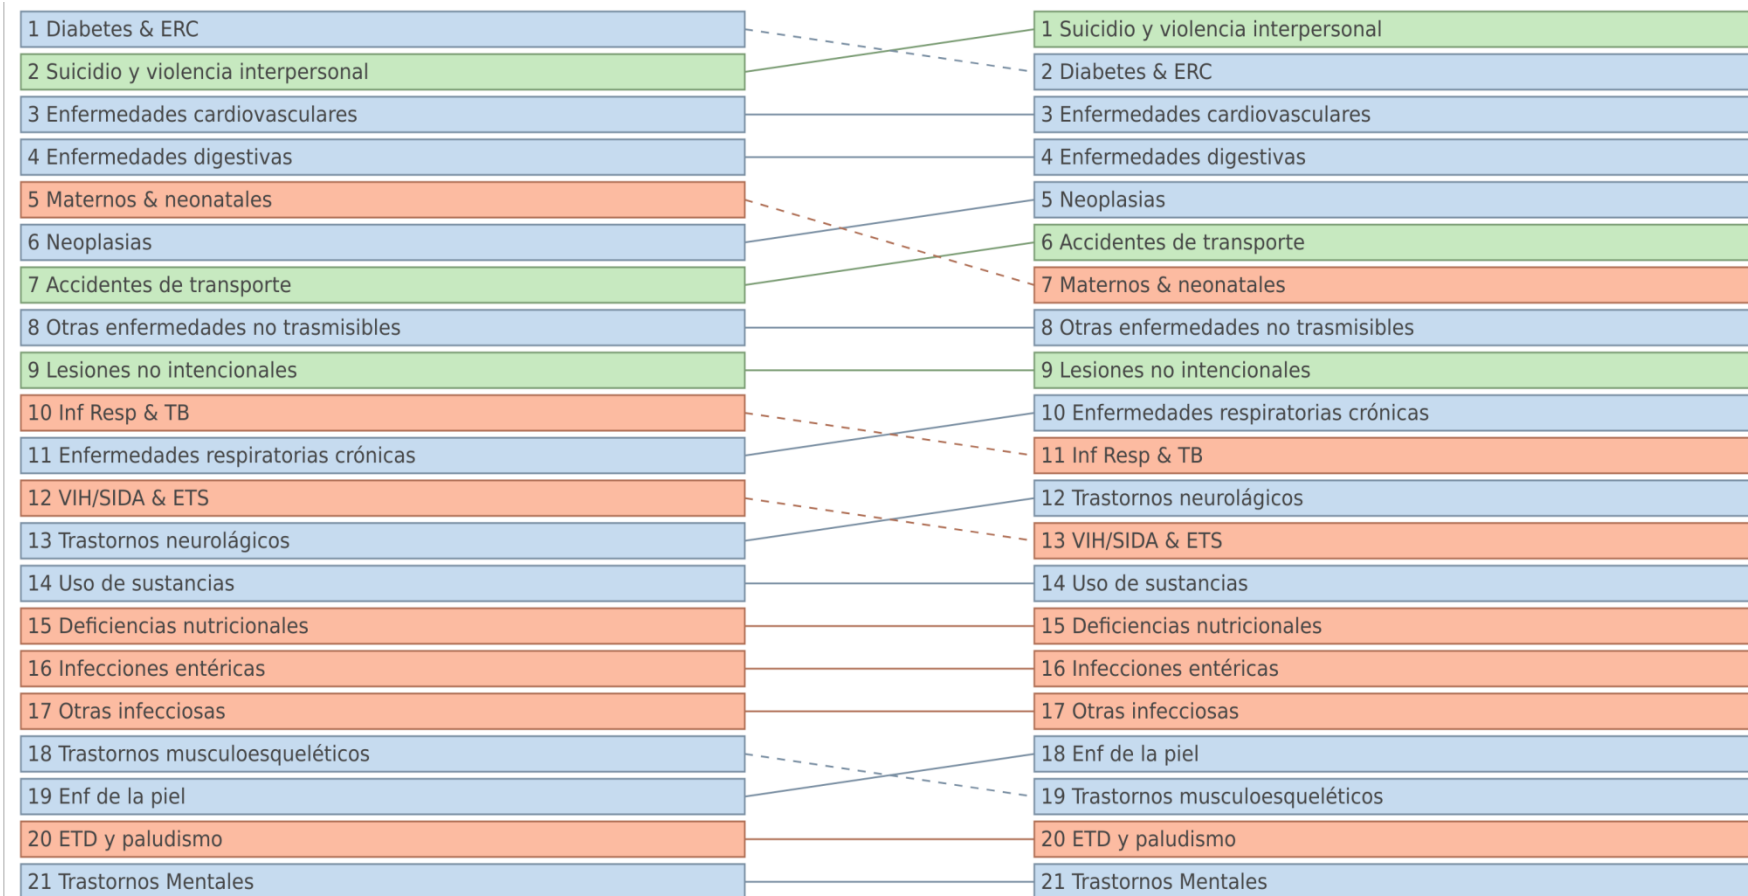 1 Diabetes & ERC
2 Suicidio y violencia interpersonal
3 Enfermedades cardiovasculares
4 Enfermedades digestivas
5 Maternos & neonatales
6 Neoplasias
7 Accidentes de transporte
8 Otras enfermedades no trasmisibles
9 Lesiones no intencionales
10 Inf Resp & TB
11 Enfermedades respiratorias crónicas
12 VIH/SIDA & ETS
13 Trastornos neurolágicos
14 Uso de sustancias
15 Deficiencias nutricionales
16 Infecciones entéricas
17 Otras infecciosas
18 Trastornos musculoesqueléticos
19 Enf de la piel
20 ETD y paludismo
21 Trastornos Mentales
1 Suicidio y violencia interpersonal
2 Diabetes & ERC
3 Enfermedades cardiovasculares
4 Enfermedades digestivas
5 Neoplasias
6 Accidentes de transporte
7 Maternos & neonatales
8 Otras enfermedades no trasmisibles
9 Lesiones no intencionales
10 Enfermedades respiratorias crónicas
11 Inf Resp & TB
12 Trastornos neurolágicos
13 VIH/SIDA & ETS
14 Uso de sustancias
15 Deficiencias nutricionales
16 Infecciones entéricas
17 Otras infecciosas
18 Enf de la piel
19 Trastornos musculoesqueléticos
20 ETD y paludismo
21 Trastornos Mentales